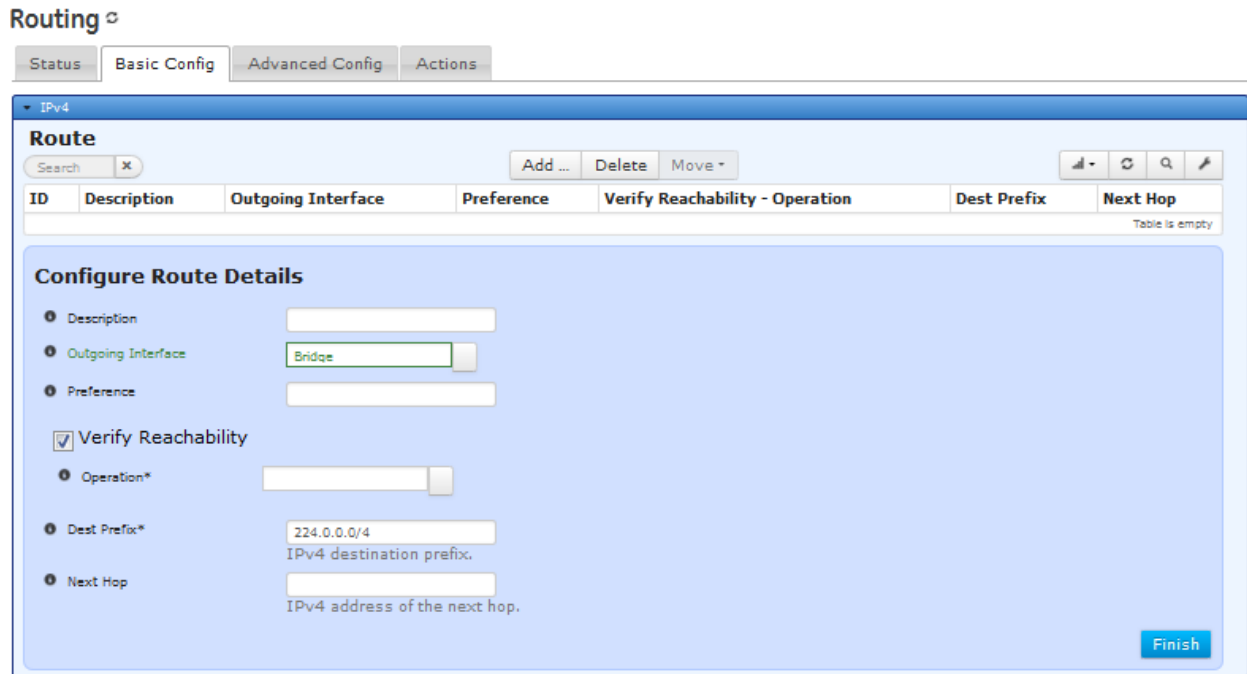 Routing
Status Basic Config Advanced Config Actions
IPv4
Route
Search
Add ... Delete Move
ID Description Outgoing Interface Preference Verify Reachability - Operation Dest Prefix Next Hop
Table is empty
Configure Route Details
Description
Outgoing Interface Bridge
Preference
Verify Reachability
Operation*
Dest Prefix* 224.0.0.0/4
IPv4 destination prefix.
Next Hop
IPv4 address of the next hop.
Finish